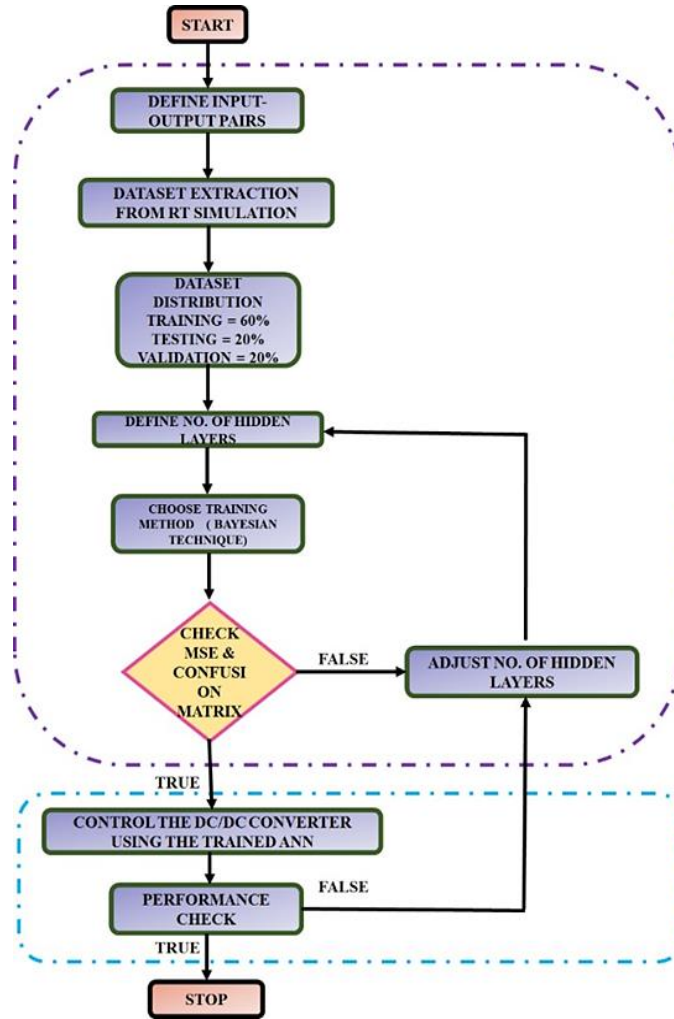 START
DEFINE INPUT-
OUTPUT PAIRS
DATASET EXTRACTION
FROM RT SIMULATION
DATASET
DISTRIBUTION
TRAINING = 60%
TESTING = 20%
VALIDATION = 20%
DEFINE NO. OF HIDDEN
LAYERS
CHOOSE TRAINING
METHOD ( BAYESIAN
TECHNIQUE)
CHECK
MSE &
CONFUSI
ON
MATRIX
FALSE
ADJUST NO. OF HIDDEN
LAYERS
TRUE
CONTROL THE DC/DC CONVERTER
USING THE TRAINED ANN
PERFORMANCE
CHECK
FALSE
TRUE
STOP